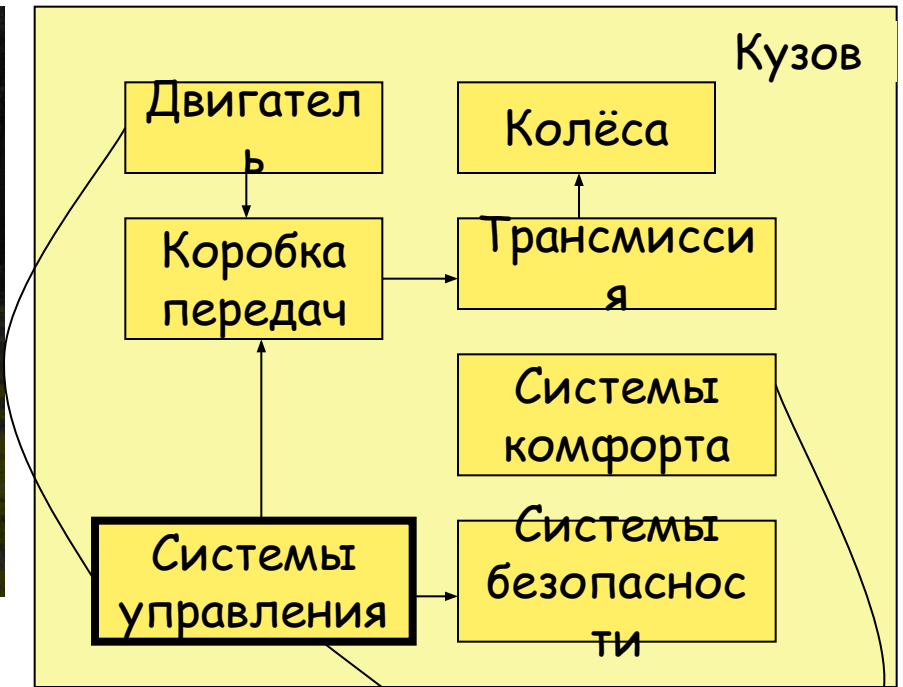 Кузов
Двигател
ь
Колёса
Коробка
передач
Трансмисси
я
Системы
комфорта
Системы
управления
Системы
безопаснос
ти